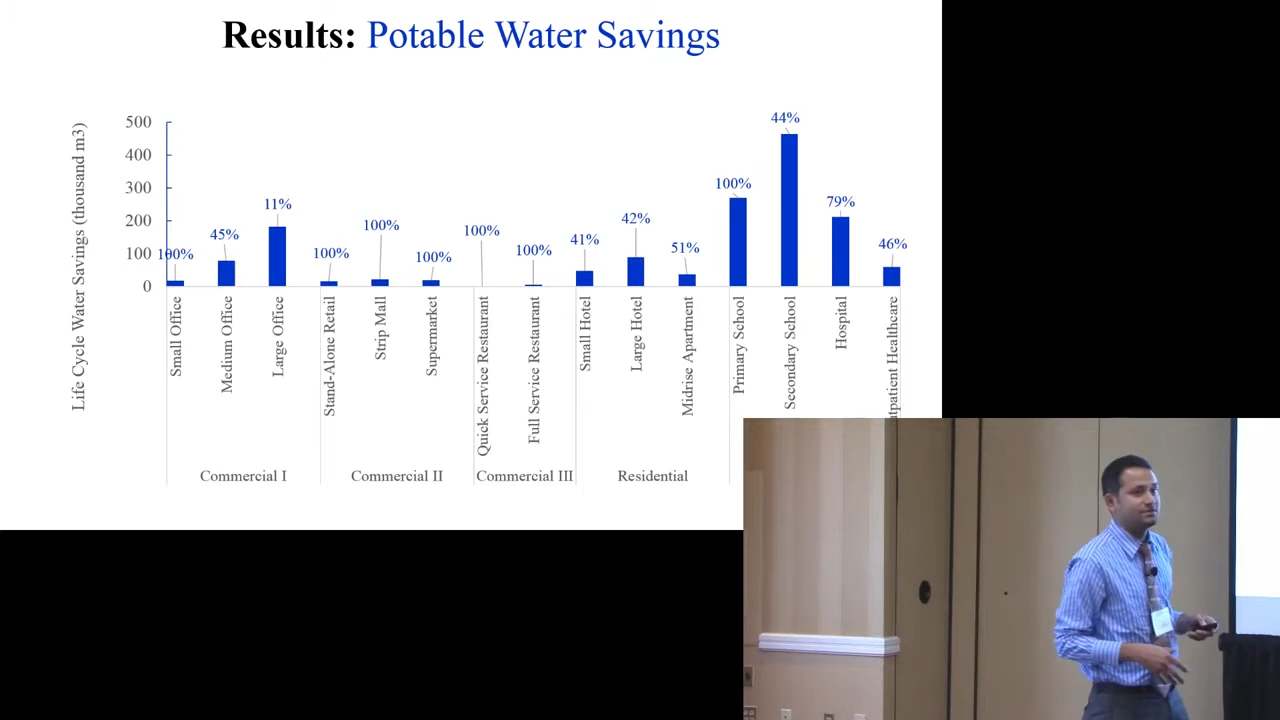 Results: Potable Water Savings
Life Cycle Water Savings (thousand m3)
500
400
300
200
100
0
100%
45%
11%
100%
100%
100%
100%
100%
41%
42%
51%
100%
44%
79%
46%
Small Office
Medium Office
Large Office
Stand-Alone Retail
Strip Mall
Supermarket
Quick Service Restaurant
Full Service Restaurant
Small Hotel
Large Hotel
Midrise Apartment
Primary School
Secondary School
Hospital
utpatient Healthcare
Commercial I
Commercial II
Commercial III
Residential